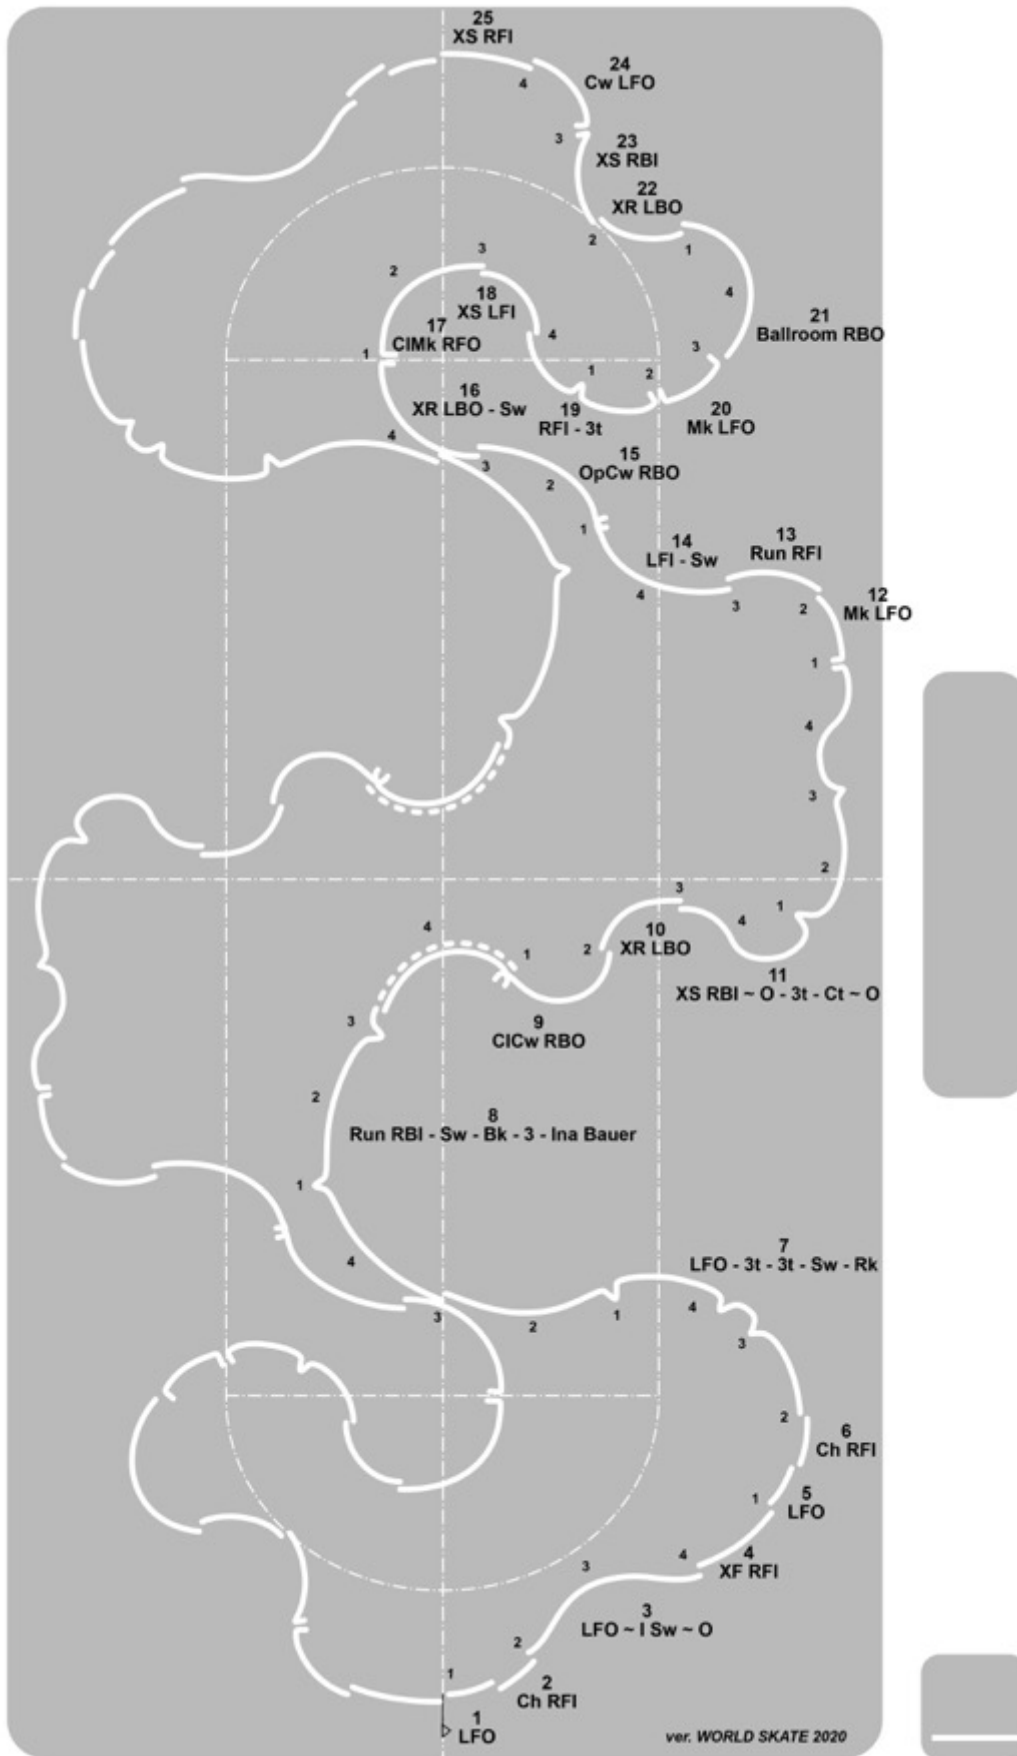 25
XS RFI
4
24
Cw LFO
3
23
XS RBI
22
XR LBO
2
1
4
21
Ballroom RBO
3
2
3
18
XS LFI
17
ClMk RFO
1
4
1
2
16
XR LBO - Sw
19
RFI - 3t
20
Mk LFO
4
3
15
OpCw RBO
2
1
14
LFI - Sw
13
Run RFI
4
3
2
12
Mk LFO
1
4
3
2
1
4
3
10
XR LBO
2
11
XS RBI ~ O - 3t - Ct ~ O
4
1
3
9
ClCw RBO
2
8
Run RBI - Sw - Bk - 3 - Ina Bauer
1
4
7
LFO - 3t - 3t - Sw - Rk
3
2
1
4
3
2
6
Ch RFI
1
5
LFO
4
4
XF RFI
3
3
LFO ~ I Sw ~ O
2
1
2
Ch RFI
1
LFO
ver. WORLD SKATE 2020